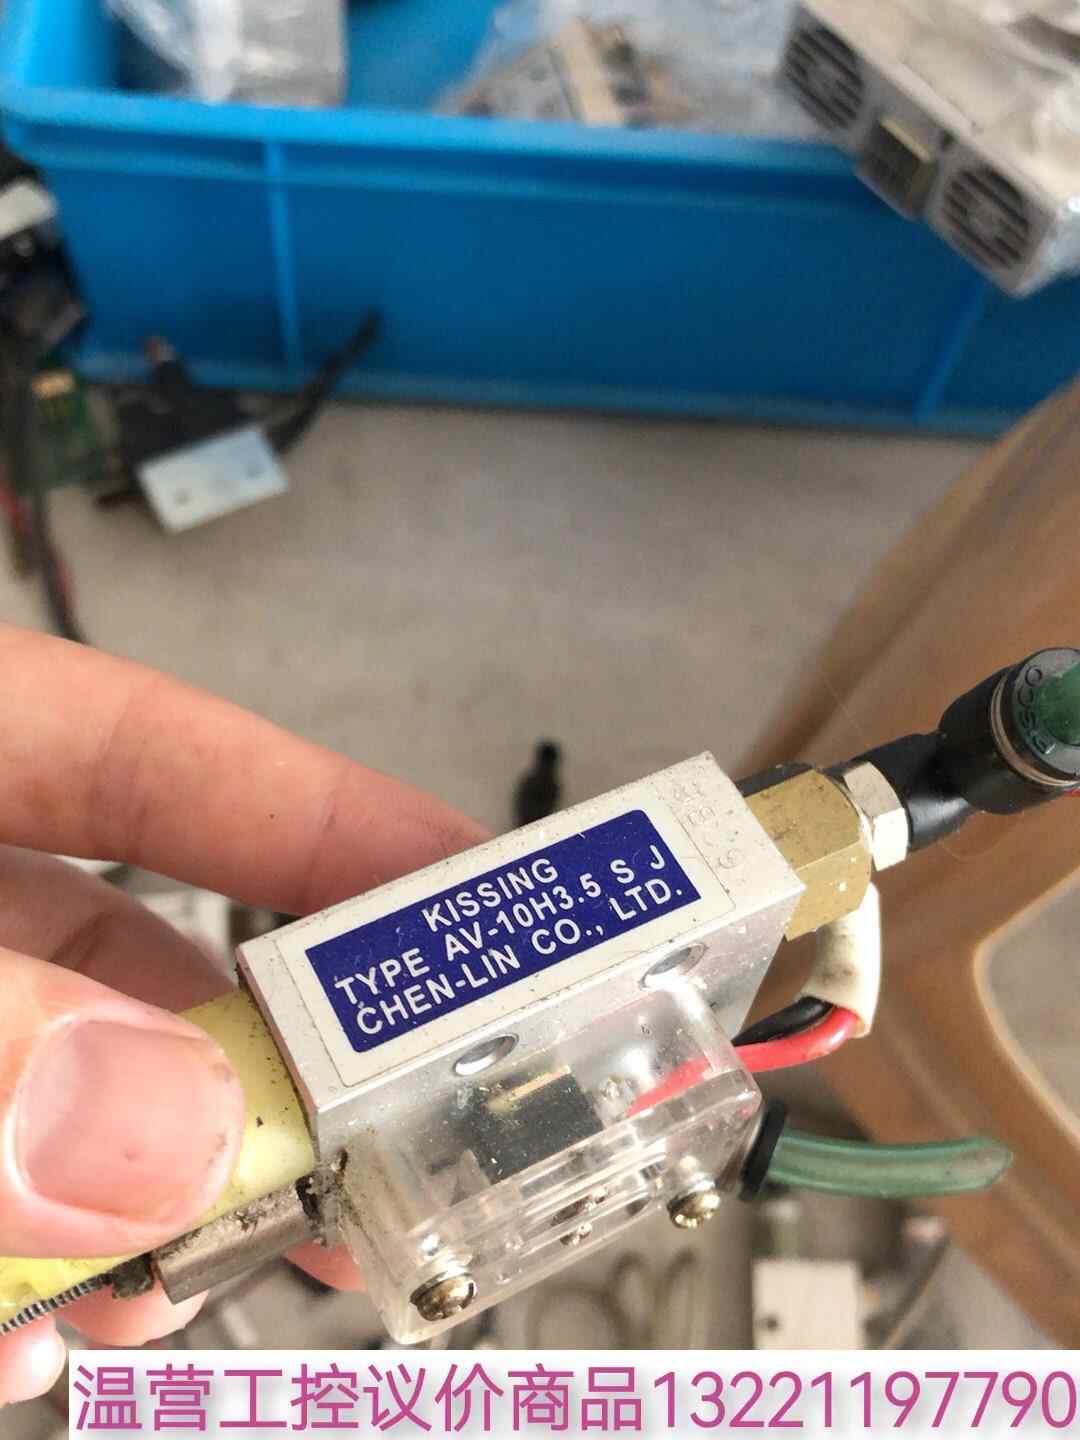 PISCO
KISSING
TYPE AV-10H3.5 S J
CHEN-LIN CO., LTD.
温营工控议价商品13221197790